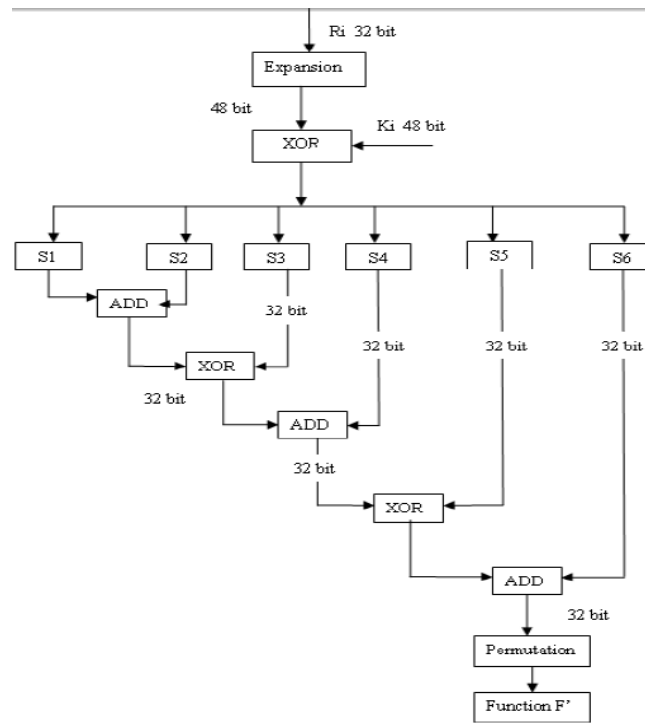 Ri 32 bit
Expansion
48 bit
Ki 48 bit
XOR
S1 S2 S3 S4 S5 S6
ADD
32 bit
32 bit 32 bit 32 bit
XOR
32 bit
ADD
32 bit
XOR
ADD
32 bit
Permutation
Function F'